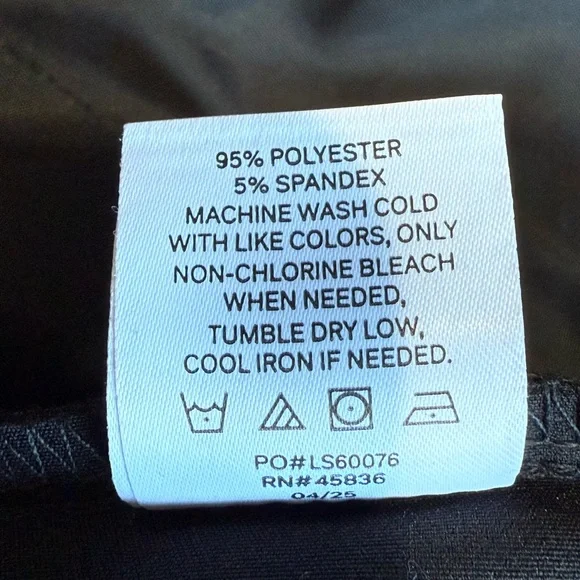 95% POLYESTER
5% SPANDEX
MACHINE WASH COLD
WITH LIKE COLORS, ONLY
NON-CHLORINE BLEACH
WHEN NEEDED,
TUMBLE DRY LOW,
COOL IRON IF NEEDED.
PO# LS60076
RN# 45836
04/25